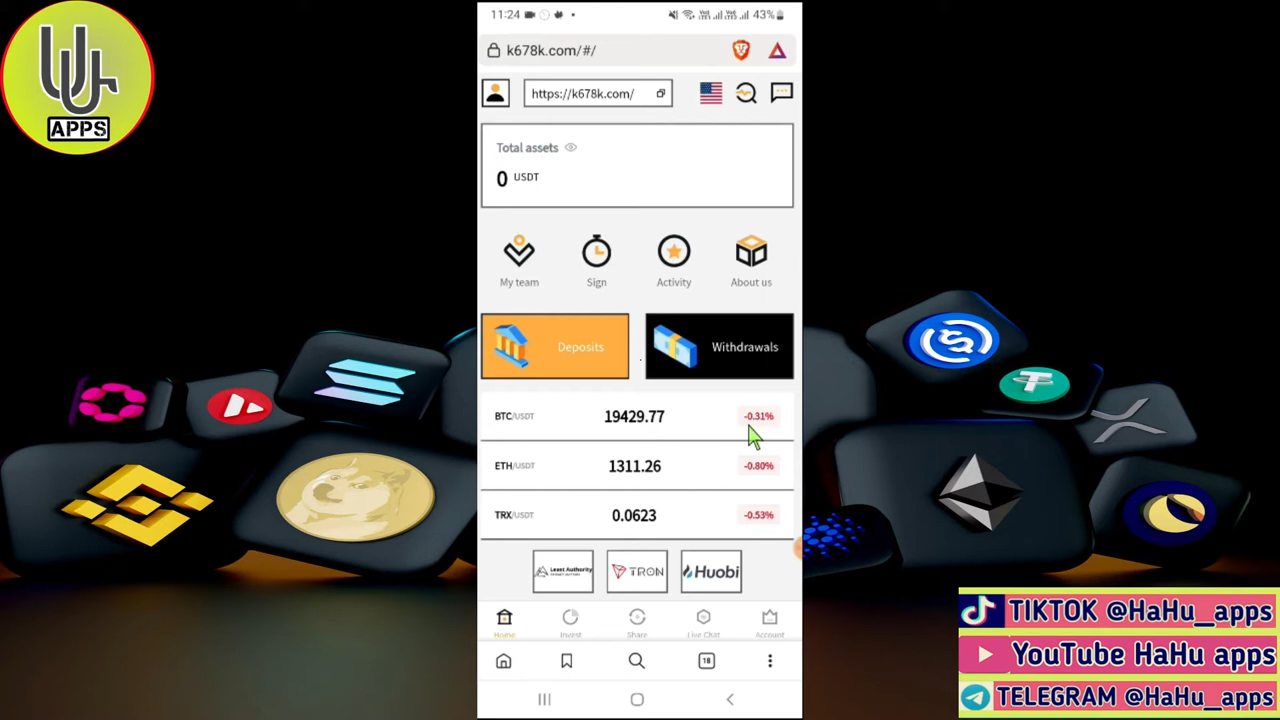 APPS
11:24
43%
k678k.com/#/
https://k678k.com/
Total assets
0 USDT
My team
Sign
Activity
About us
Deposits
Withdrawals
BTC/USDT 19429.77 -0.31%
ETH/USDT 1311.26 -0.80%
TRX/USDT 0.0623 -0.53%
Least Authority
TRON
Huobi
Home
Invest
Share
Live Chat
Account
18
TIKTOK @HaHu_apps
YouTube HaHu apps
TELEGRAM @HaHu_apps